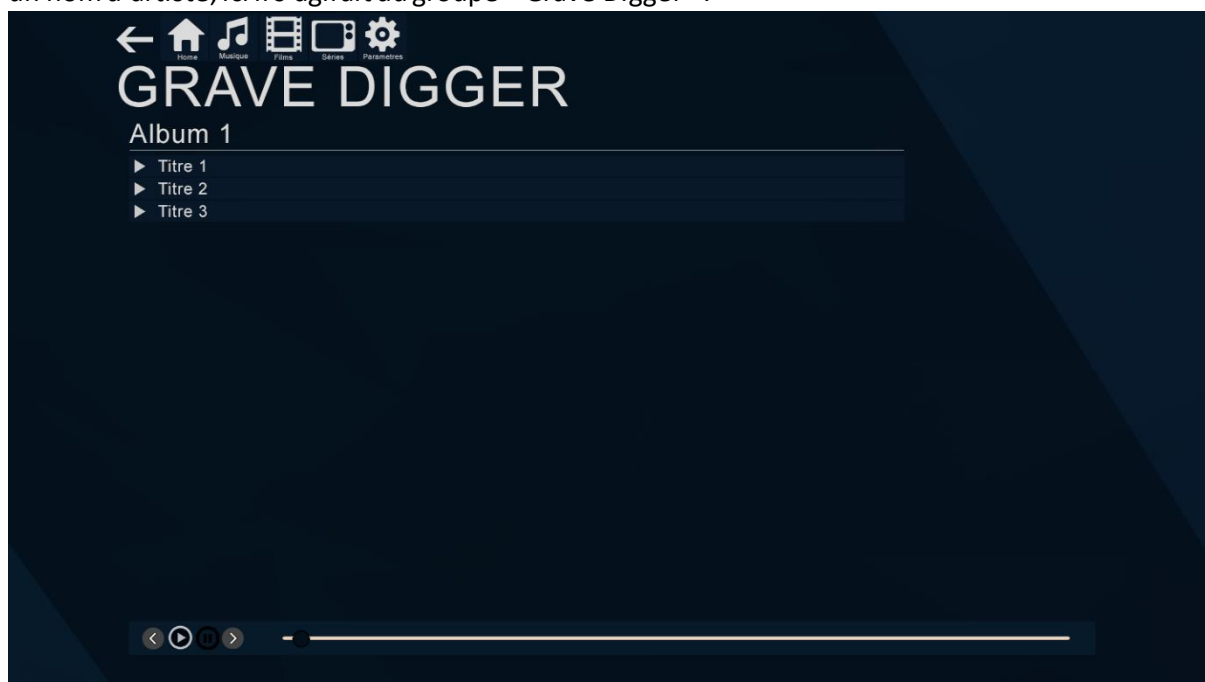 Home Musique Films Séries Parametres
GRAVE DIGGER
Album 1
Titre 1
Titre 2
Titre 3